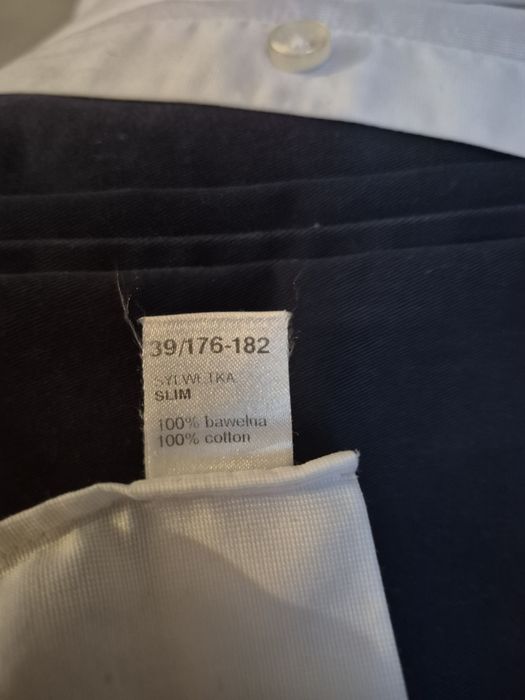 39/176-182
SYLWETKA
SLIM
100% bawełna
100% cotton